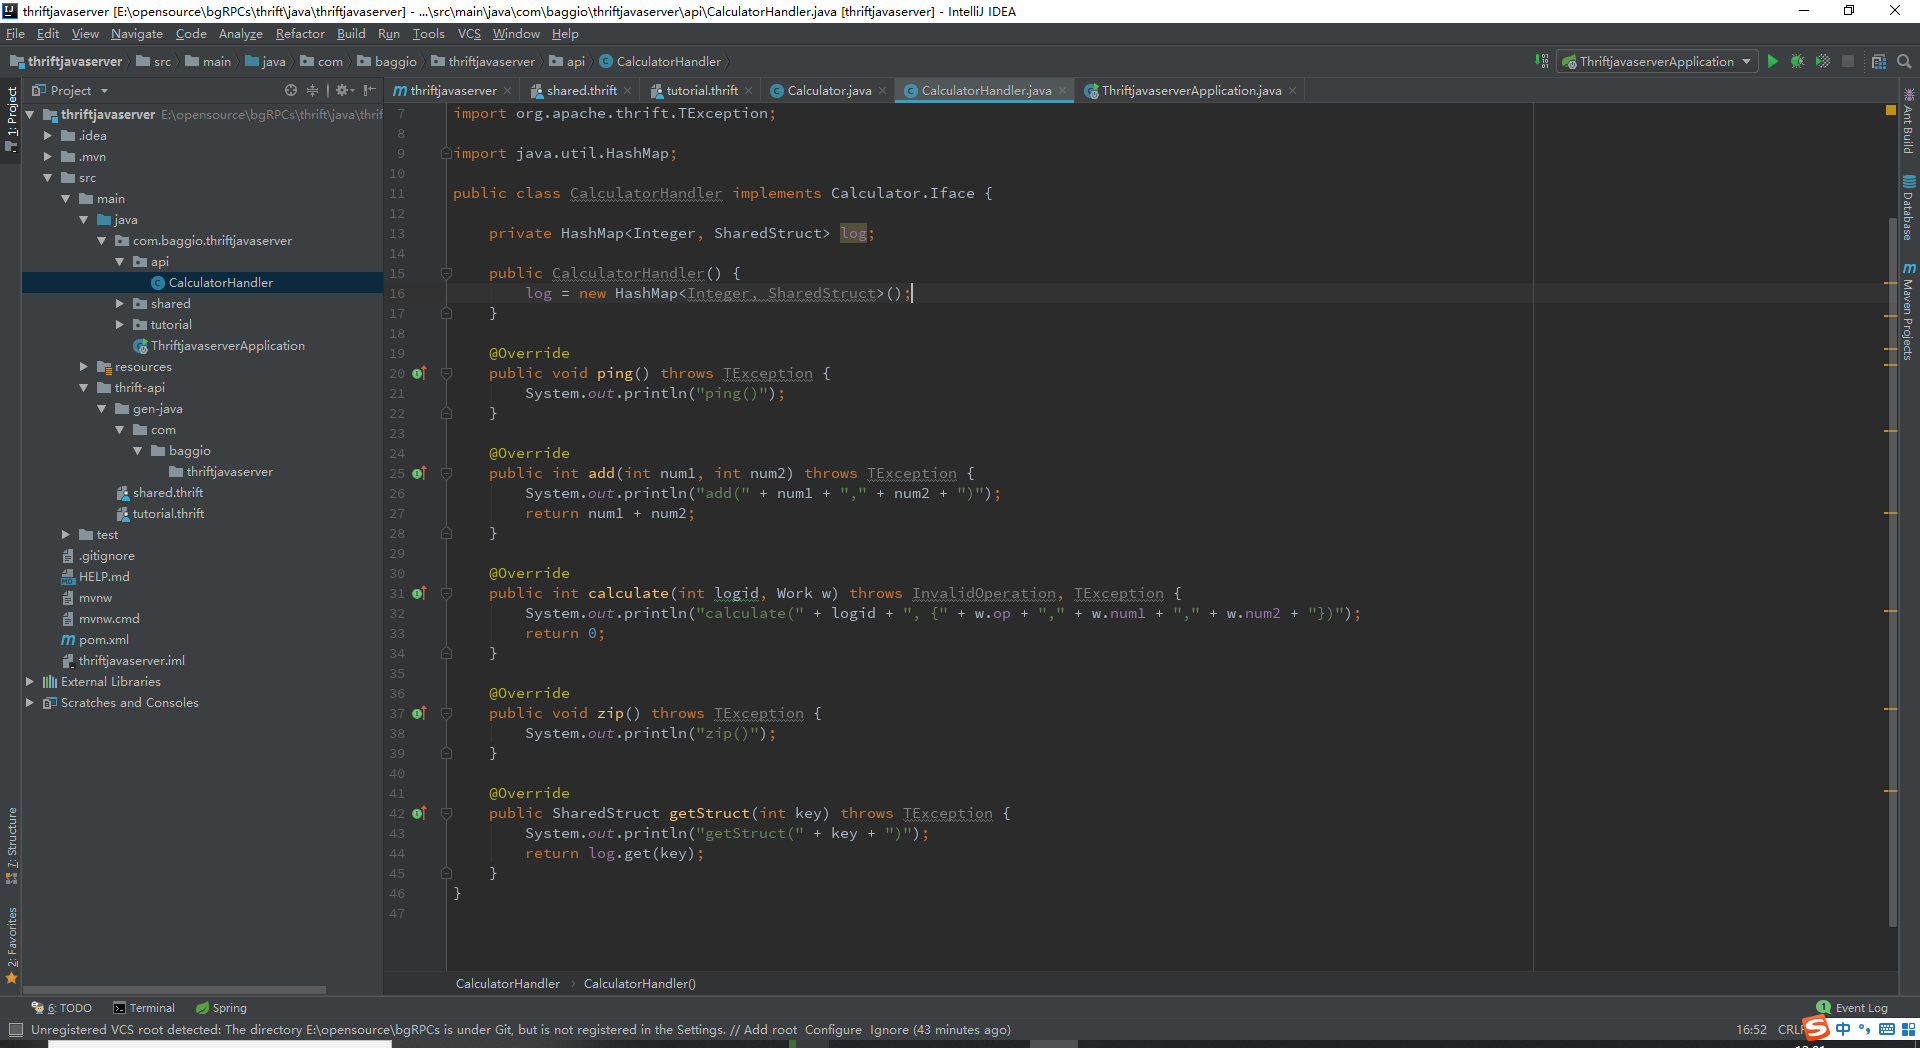 thriftjavaserver [E:\opensource\bgRPCs\thrift\java\thriftjavaserver] - ...\src\main\java\com\baggio\thriftjavaserver\api\CalculatorHandler.java [thriftjavaserver] - IntelliJ IDEA
File Edit View Navigate Code Analyze Refactor Build Run Tools VCS Window Help
thriftjavaserver src main java com baggio thriftjavaserver api CalculatorHandler
ThriftjavaserverApplication
Project
thriftjavaserver shared.thrift tutorial.thrift Calculator.java CalculatorHandler.java ThriftjavaserverApplication.java
1: Project
7: Structure
2: Favorites
thriftjavaserver E:\opensource\bgRPCs\thrift\java\thrif
.idea
.mvn
src
main
java
com.baggio.thriftjavaserver
api
CalculatorHandler
shared
tutorial
ThriftjavaserverApplication
resources
thrift-api
gen-java
com
baggio
thriftjavaserver
shared.thrift
tutorial.thrift
test
.gitignore
HELP.md
mvnw
mvnw.cmd
pom.xml
thriftjavaserver.iml
External Libraries
Scratches and Consoles
7 import org.apache.thrift.TException;
8
9 import java.util.HashMap;
10
11 public class CalculatorHandler implements Calculator.Iface {
12
13 private HashMap<Integer, SharedStruct> log;
14
15 public CalculatorHandler() {
16 log = new HashMap<Integer, SharedStruct>();
17 }
18
19 @Override
20 public void ping() throws TException {
21 System.out.println("ping()");
22 }
23
24 @Override
25 public int add(int num1, int num2) throws TException {
26 System.out.println("add(" + num1 + "," + num2 + ")");
27 return num1 + num2;
28 }
29
30 @Override
31 public int calculate(int logid, Work w) throws InvalidOperation, TException {
32 System.out.println("calculate(" + logid + ", {" + w.op + "," + w.num1 + "," + w.num2 + "})");
33 return 0;
34 }
35
36 @Override
37 public void zip() throws TException {
38 System.out.println("zip()");
39 }
40
41 @Override
42 public SharedStruct getStruct(int key) throws TException {
43 System.out.println("getStruct(" + key + ")");
44 return log.get(key);
45 }
46 }
47
CalculatorHandler CalculatorHandler()
Ant Build
Database
Maven Projects
6: TODO Terminal Spring
1 Event Log
Unregistered VCS root detected: The directory E:\opensource\bgRPCs is under Git, but is not registered in the Settings. // Add root Configure Ignore (43 minutes ago)
16:52 CRLF
中